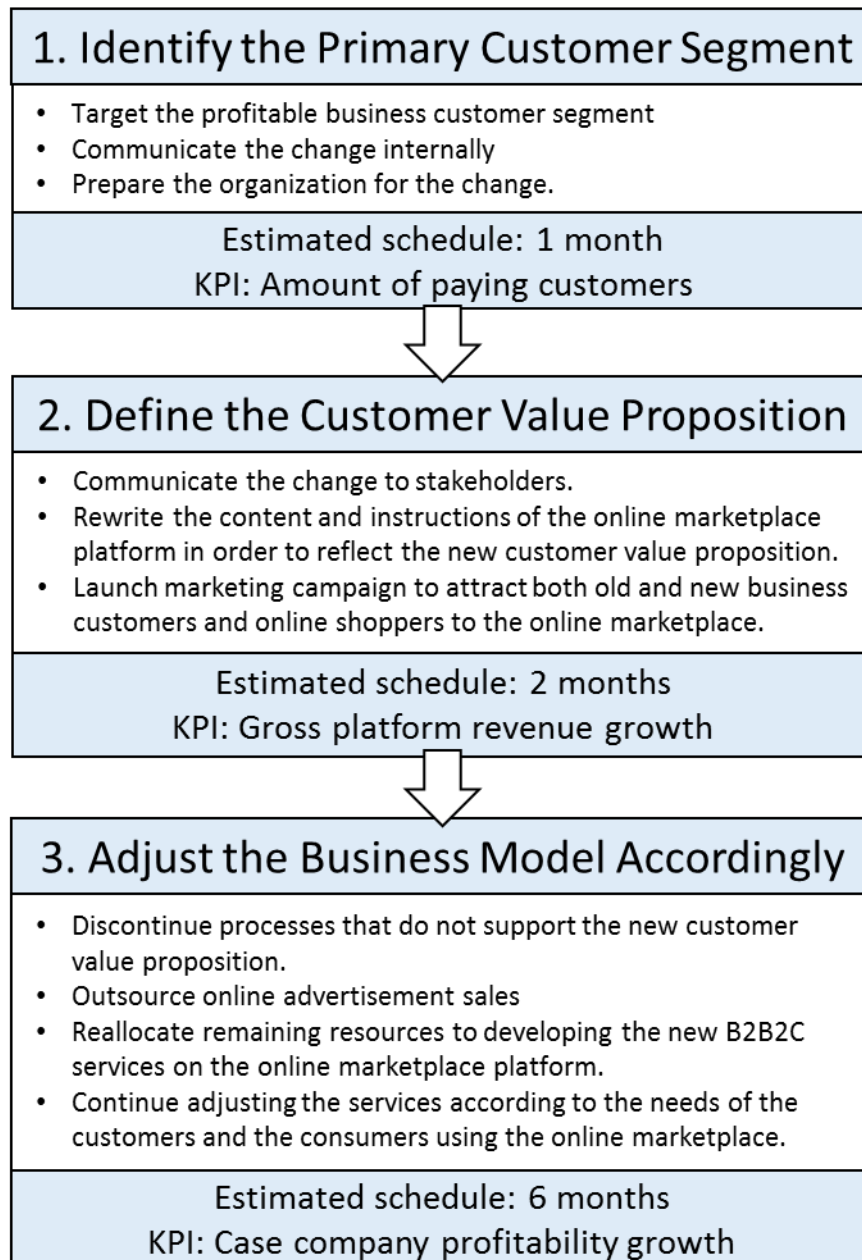 1. Identify the Primary Customer Segment
• Target the profitable business customer segment
• Communicate the change internally
• Prepare the organization for the change.
Estimated schedule: 1 month
KPI: Amount of paying customers
2. Define the Customer Value Proposition
• Communicate the change to stakeholders.
• Rewrite the content and instructions of the online marketplace
platform in order to reflect the new customer value proposition.
• Launch marketing campaign to attract both old and new business
customers and online shoppers to the online marketplace.
Estimated schedule: 2 months
KPI: Gross platform revenue growth
3. Adjust the Business Model Accordingly
• Discontinue processes that do not support the new customer
value proposition.
• Outsource online advertisement sales
• Reallocate remaining resources to developing the new B2B2C
services on the online marketplace platform.
• Continue adjusting the services according to the needs of the
customers and the consumers using the online marketplace.
Estimated schedule: 6 months
KPI: Case company profitability growth